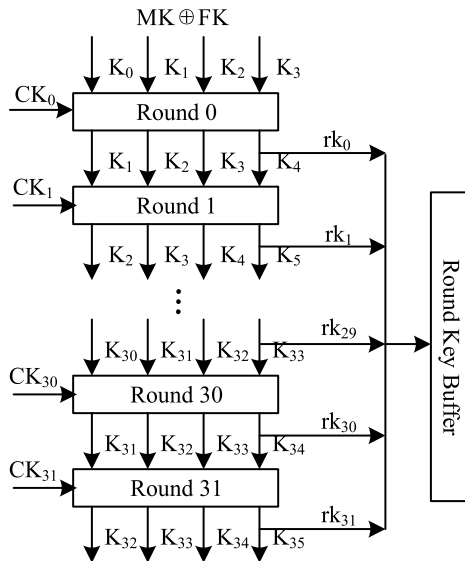 MK⊕FK
K₀ K₁ K₂ K₃
CK₀
Round 0
rk₀
K₁ K₂ K₃ K₄
CK₁
Round 1
rk₁
K₂ K₃ K₄ K₅
...
rk₂₉
K₃₀ K₃₁ K₃₂ K₃₃
CK₃₀
Round 30
rk₃₀
K₃₁ K₃₂ K₃₃ K₃₄
CK₃₁
Round 31
rk₃₁
K₃₂ K₃₃ K₃₄ K₃₅
Round Key Buffer